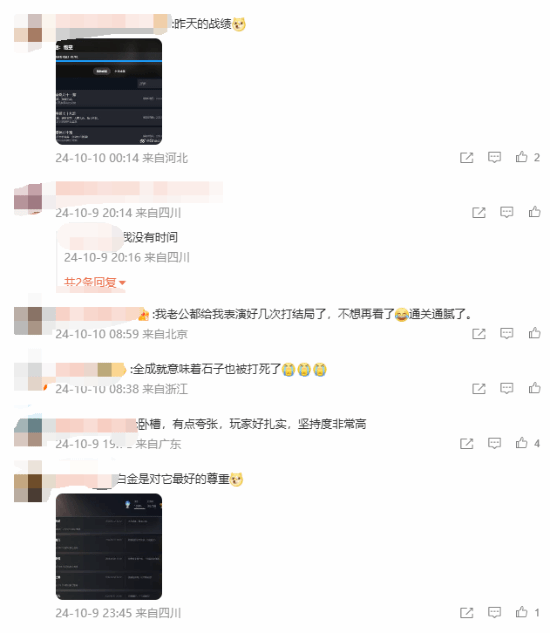 :昨天的战绩
24-10-10 00:14 来自河北
2
24-10-9 20:14 来自四川
我没有时间
24-10-9 20:16 来自四川
共2条回复
:我老公都给我表演好几次打结局了，不想再看了😂通关通腻了。
24-10-10 08:59 来自北京
:全成就意味着石子也被打死了😭😭😭
24-10-10 08:38 来自浙江
:卧槽，有点夸张，玩家好扎实，坚持度非常高
24-10-9 来自广东
4
白金是对它最好的尊重
24-10-9 23:45 来自四川
1